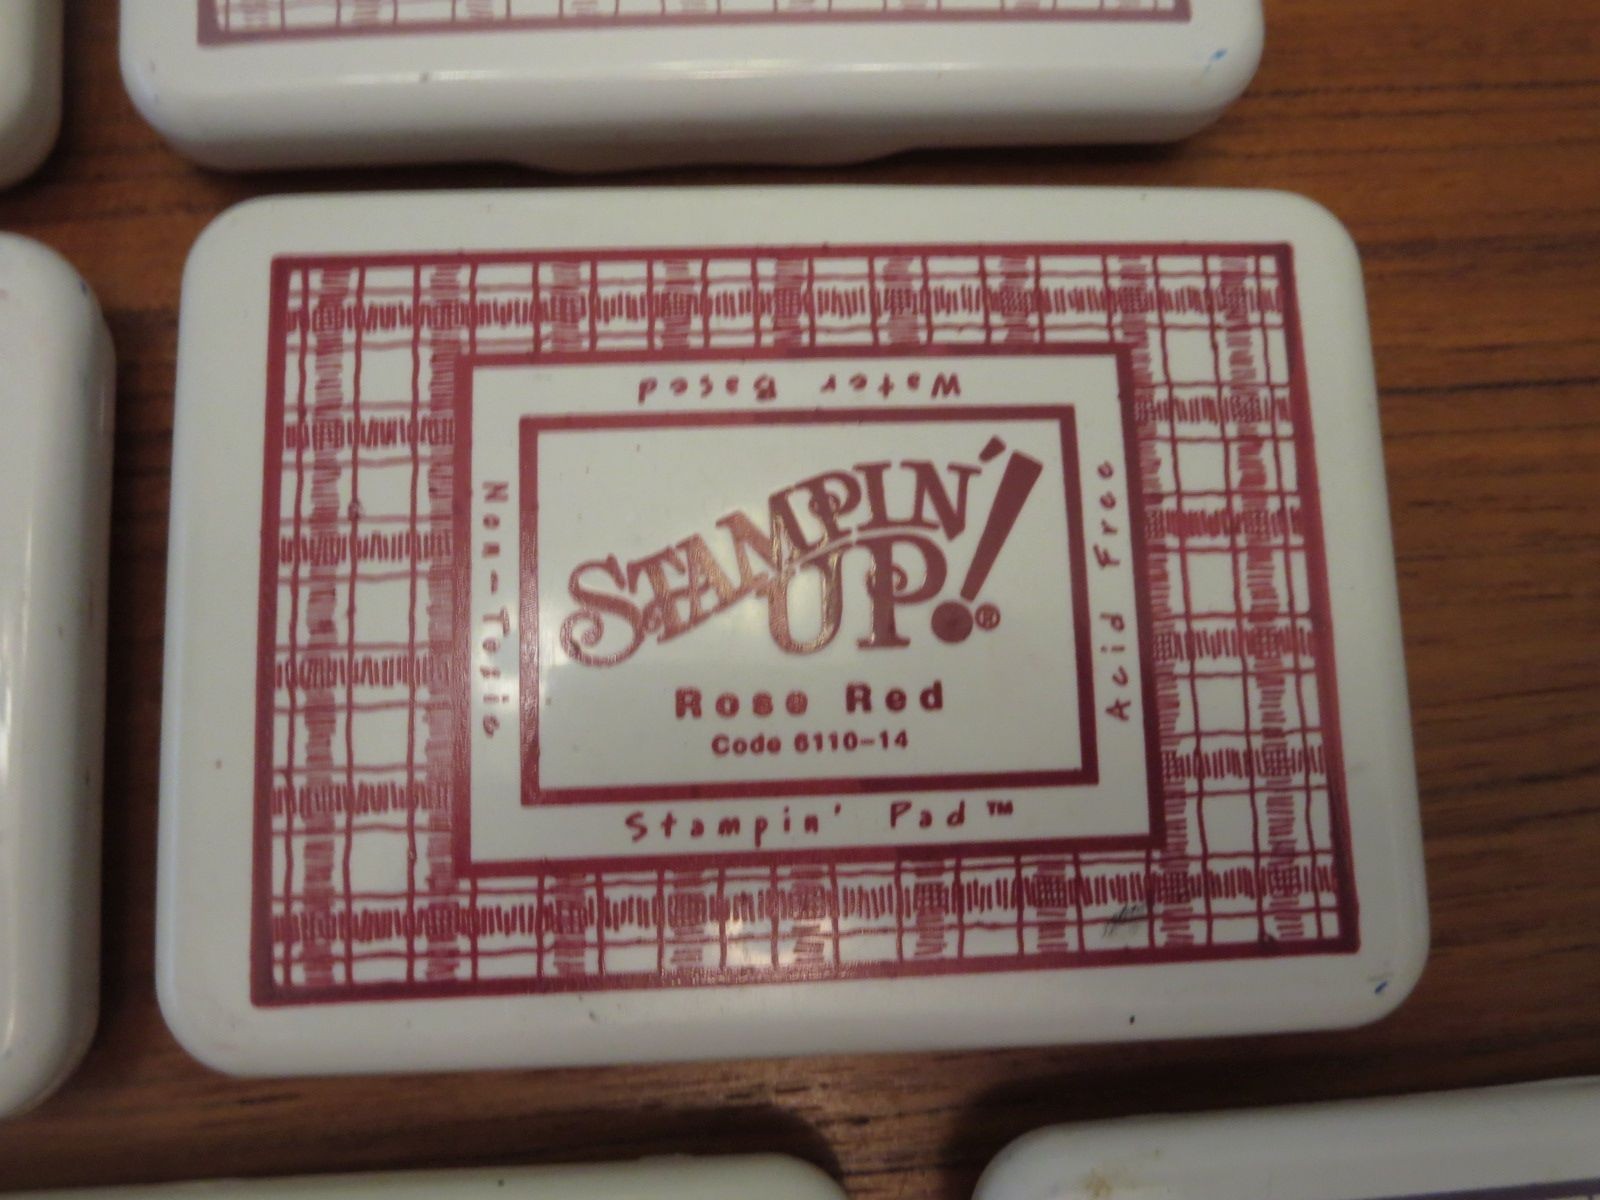 Water Based
Non-Toxic
STAMPIN'
UP!®
Rose Red
Code 6110-14
Acid Free
Stampin' Pad™